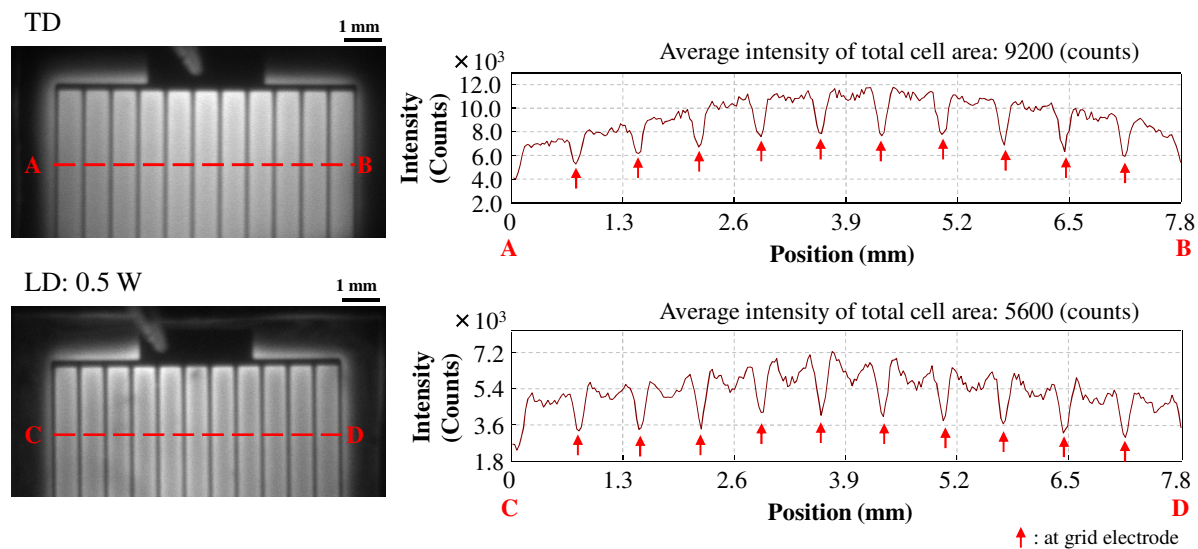 TD
1 mm
A
B
Average intensity of total cell area: 9200 (counts)
× 10³
12.0
10.0
8.0
6.0
4.0
2.0
Intensity
((Counts)
0
1.3
2.6
3.9
5.2
6.5
7.8
A
B
Position (mm)
LD: 0.5 W
1 mm
C
D
Average intensity of total cell area: 5600 (counts)
× 10³
7.2
5.4
3.6
1.8
Intensity
((Counts)
0
1.3
2.6
3.9
5.2
6.5
7.8
C
D
Position (mm)
: at grid electrode